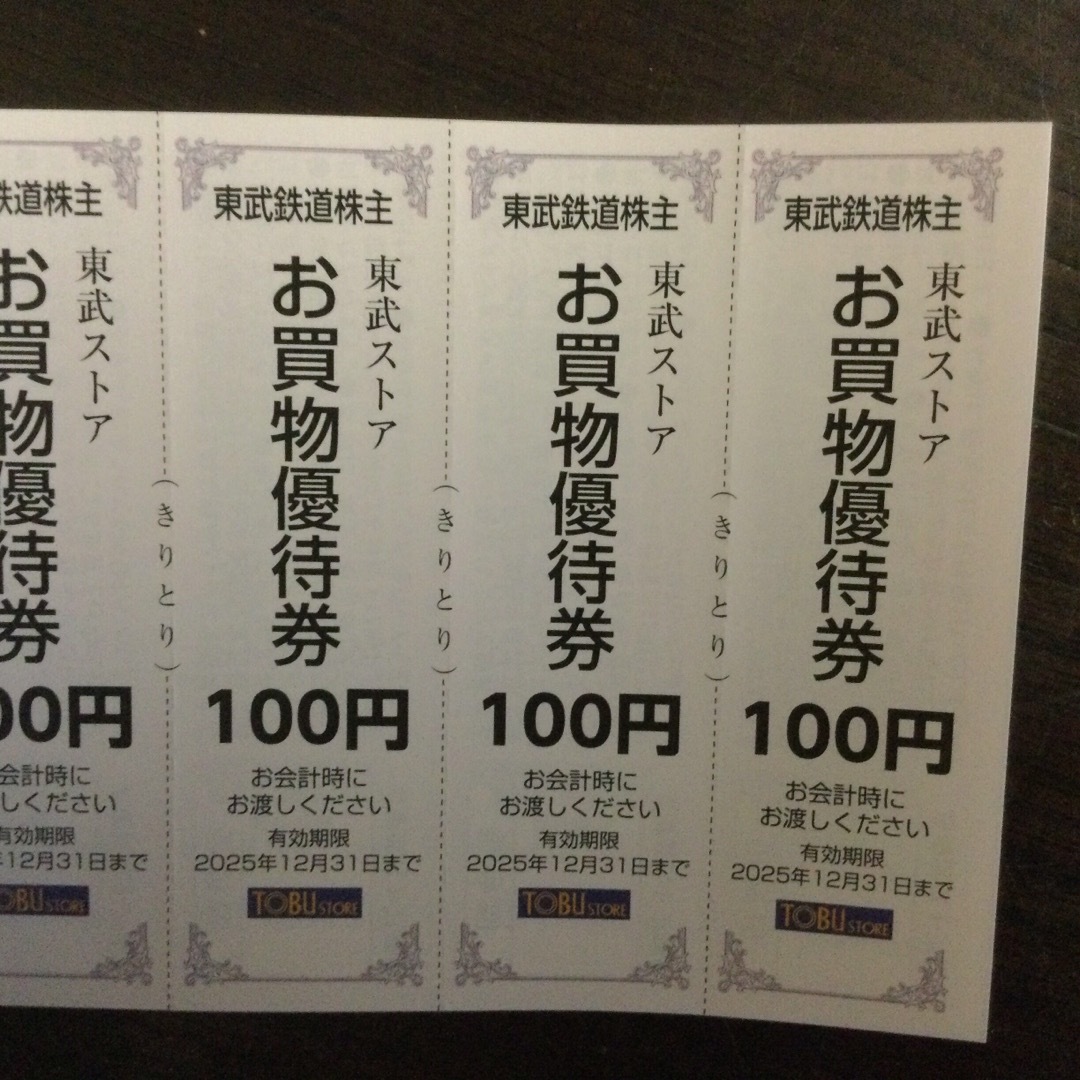 鉄道株主
東武ストア
お買物優待券
00円
会計時に
しください
有効期限
12月31日まで
TOBU STORE
(きりとり)
東武鉄道株主
東武ストア
お買物優待券
100円
お会計時に
お渡しください
有効期限
2025年12月31日まで
TOBU STORE
(きりとり)
東武鉄道株主
東武ストア
お買物優待券
100円
お会計時に
お渡しください
有効期限
2025年12月31日まで
TOBU STORE
(きりとり)
東武鉄道株主
東武ストア
お買物優待券
100円
お会計時に
お渡しください
有効期限
2025年12月31日まで
TOBU STORE